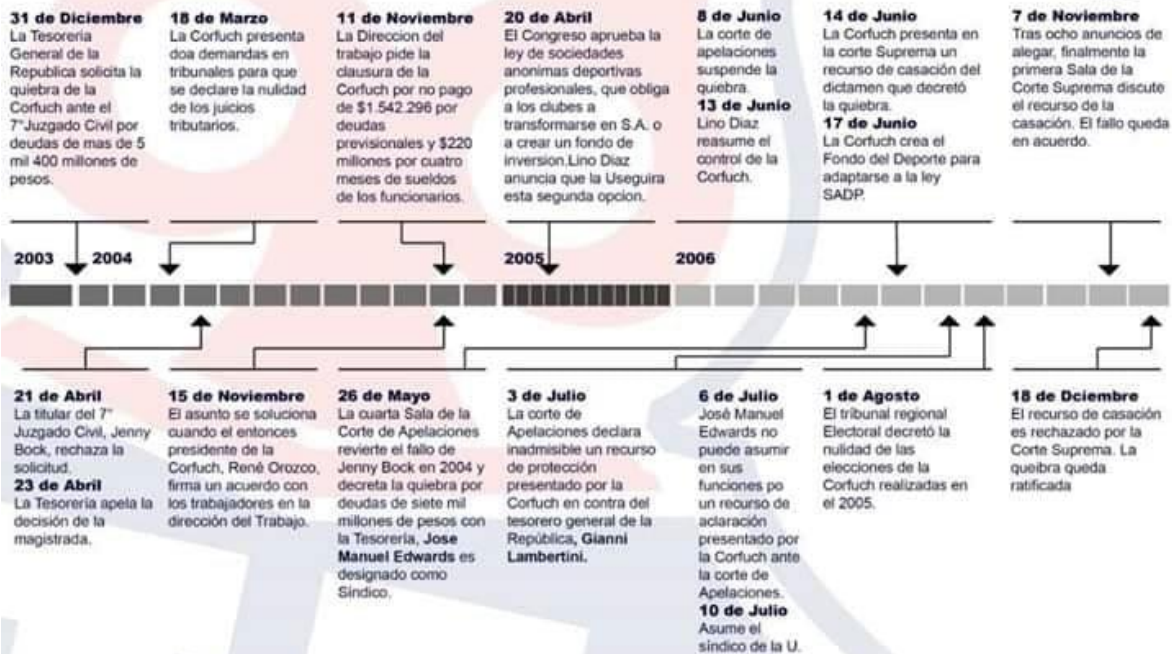 31 de Diciembre
La Tesoreria
General de la
Republica solicita la
quiebra de la
Corfuch ante el
7°Juzgado Civil por
deudas de mas de 5
mil 400 millones de
pesos.
18 de Marzo
La Corfuch presenta
doa demandas en
tribunales para que
se declare la nulidad
de los juicios
tributarios.
11 de Noviembre
La Direccion del
trabajo pide la
clausura de la
Corfuch por no pago
de $1.542.296 por
deudas
previsionales y $220
millones por cuatro
meses de sueldos
de los funcionarios.
20 de Abril
El Congreso aprueba la
ley de sociedades
anonimas deportivas
profesionales, que obliga
a los clubes a
transformarse en S.A. o
a crear un fondo de
inversion.Lino Diaz
anuncia que la Useguira
esta segunda opcion.
8 de Junio
La corte de
apelaciones
suspende la
quiebra.
13 de Junio
Lino Diaz
reasume el
control de la
Corfuch.
14 de Junio
La Corfuch presenta en
la corte Suprema un
recurso de casación del
dictamen que decretó
la quiebra.
17 de Junio
La Corfuch crea el
Fondo del Deporte para
adaptarse a la ley
SADP.
7 de Noviembre
Tras ocho anuncios de
alegar, finalmente la
primera Sala de la
Corte Suprema discute
el recurso de la
casación. El fallo queda
en acuerdo.
2003 2004 2005 2006
21 de Abril
La titular del 7°
Juzgado Civil, Jenny
Bock, rechaza la
solicitud.
23 de Abril
La Tesorería apela la
decisión de la
magistrada.
15 de Noviembre
El asunto se soluciona
cuando el entonces
presidente de la
Corfuch, René Orozco,
firma un acuerdo con
los trabajadores en la
dirección del Trabajo.
26 de Mayo
La cuarta Sala de la
Corte de Apelaciones
revierte el fallo de
Jenny Bock en 2004 y
decreta la quiebra por
deudas de siete mil
millones de pesos con
la Tesorería, Jose
Manuel Edwards es
designado como
Síndico.
3 de Julio
La corte de
Apelaciones declara
inadmisible un recurso
de protección
presentado por la
Corfuch en contra del
tesorero general de la
República, Gianni
Lambertini.
6 de Julio
José Manuel
Edwards no
puede asumir
en sus
funciones po
un recurso de
aclaración
presentado por
la Corfuch ante
la corte de
Apelaciones.
10 de Julio
Asume el
síndico de la U.
1 de Agosto
El tribunal regional
Electoral decretó la
nulidad de las
elecciones de la
Corfuch realizadas en
el 2005.
18 de Dciembre
El recurso de casación
es rechazado por la
Corte Suprema. La
queibra queda
ratificada